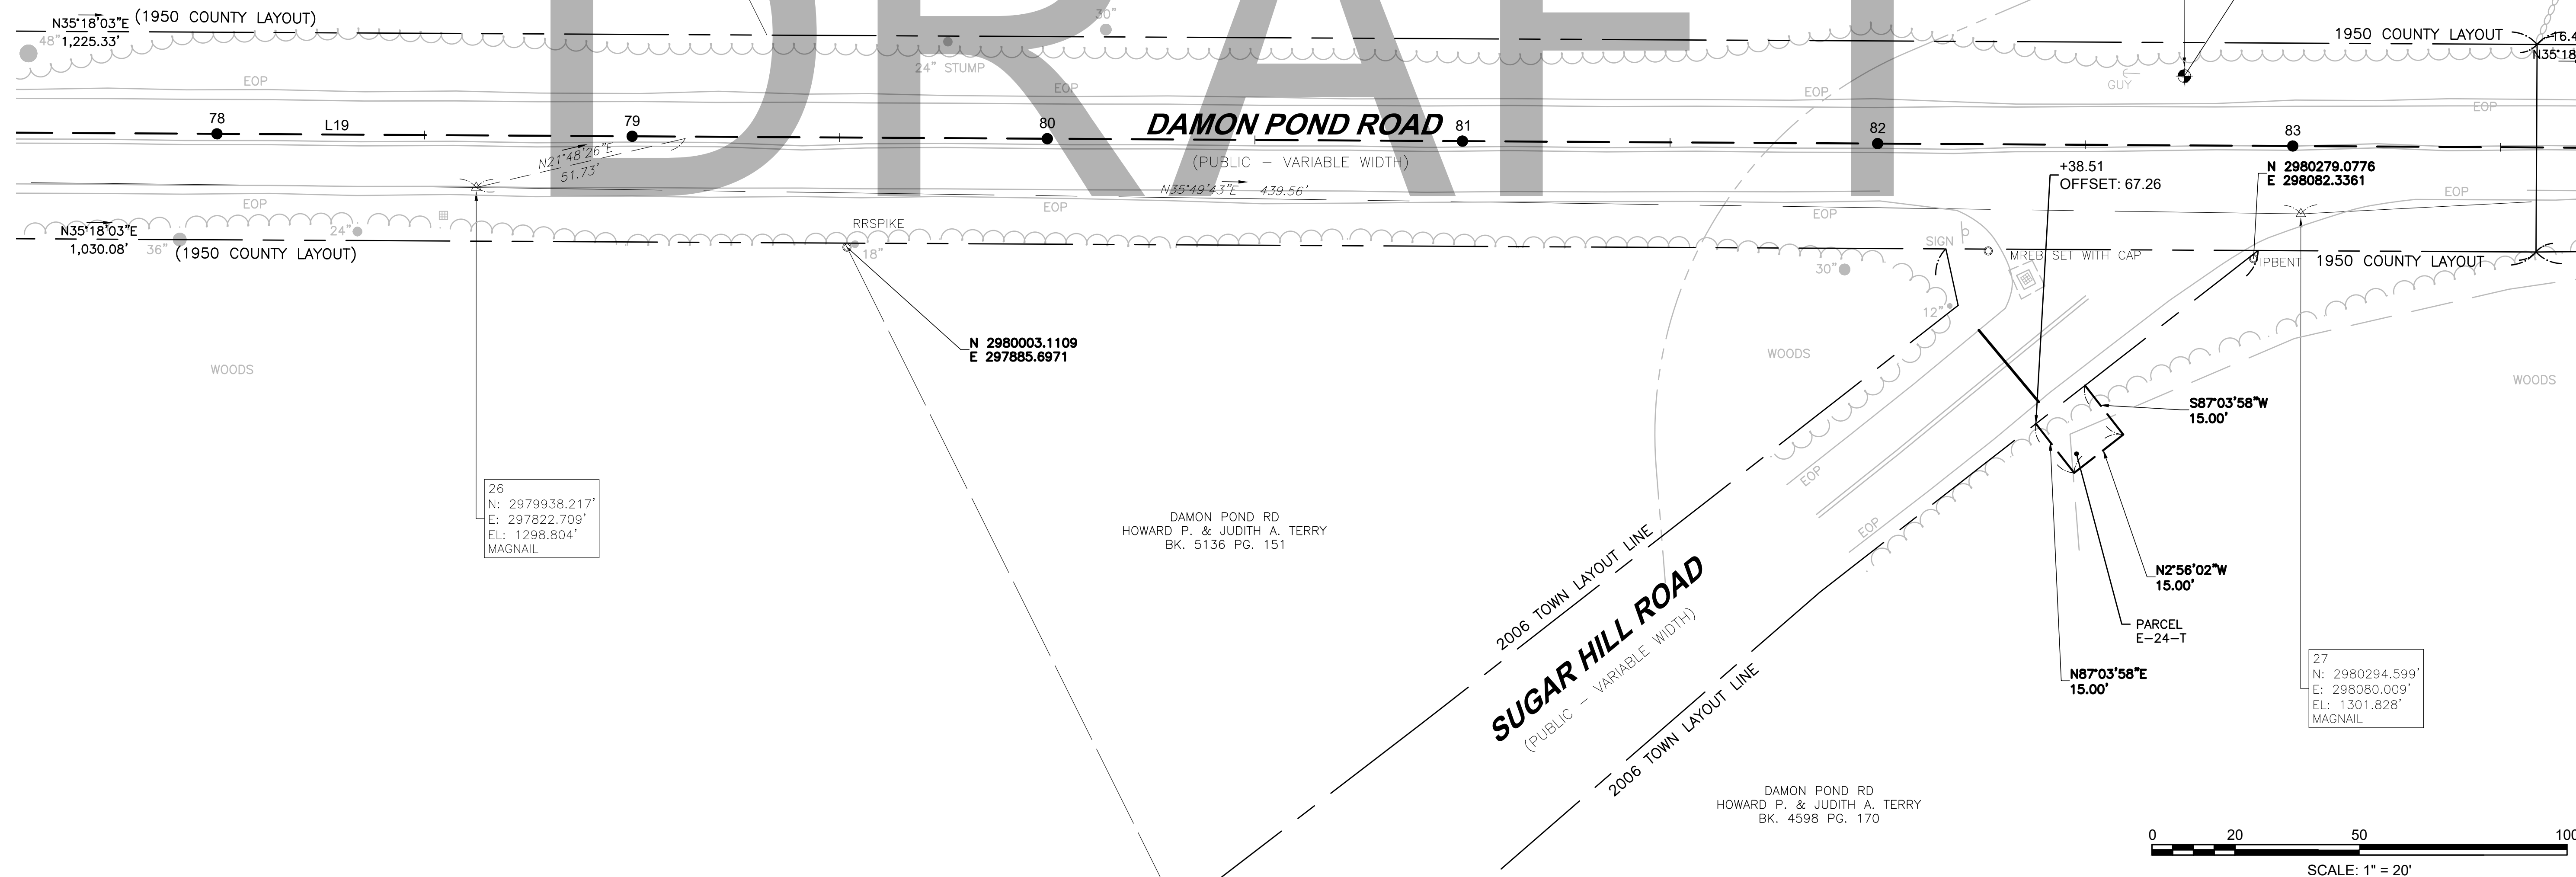 DRAFT
N35°18'03"E (1950 COUNTY LAYOUT)
1,225.33'
48"
30"
24" STUMP
1950 COUNTY LAYOUT
N35°18
EOP
EOP
EOP
EOP
GUY
78
L19
79
80
81
82
83
DAMON POND ROAD
(PUBLIC – VARIABLE WIDTH)
N21°48'26"E
51.73'
N35°49'43"E 439.56'
+38.51
OFFSET: 67.26
N 2980279.0776
E 298082.3361
EOP
EOP
EOP
EOP
N35°18'03"E
1,030.08'
(1950 COUNTY LAYOUT)
36"
24"
RRSPIKE
18"
SIGN
30"
12"
MREB SET WITH CAP
IPBENT
1950 COUNTY LAYOUT
N 2980003.1109
E 297885.6971
WOODS
WOODS
WOODS
S87°03'58"W
15.00'
26
N: 2979938.217'
E: 297822.709'
EL: 1298.804'
MAGNAIL
DAMON POND RD
HOWARD P. & JUDITH A. TERRY
BK. 5136 PG. 151
EOP
EOP
2006 TOWN LAYOUT LINE
SUGAR HILL ROAD
(PUBLIC – VARIABLE WIDTH)
2006 TOWN LAYOUT LINE
N2°56'02"W
15.00'
PARCEL
E–24–T
N87°03'58"E
15.00'
27
N: 2980294.599'
E: 298080.009'
EL: 1301.828'
MAGNAIL
DAMON POND RD
HOWARD P. & JUDITH A. TERRY
BK. 4598 PG. 170
0 20 50 100
SCALE: 1" = 20'